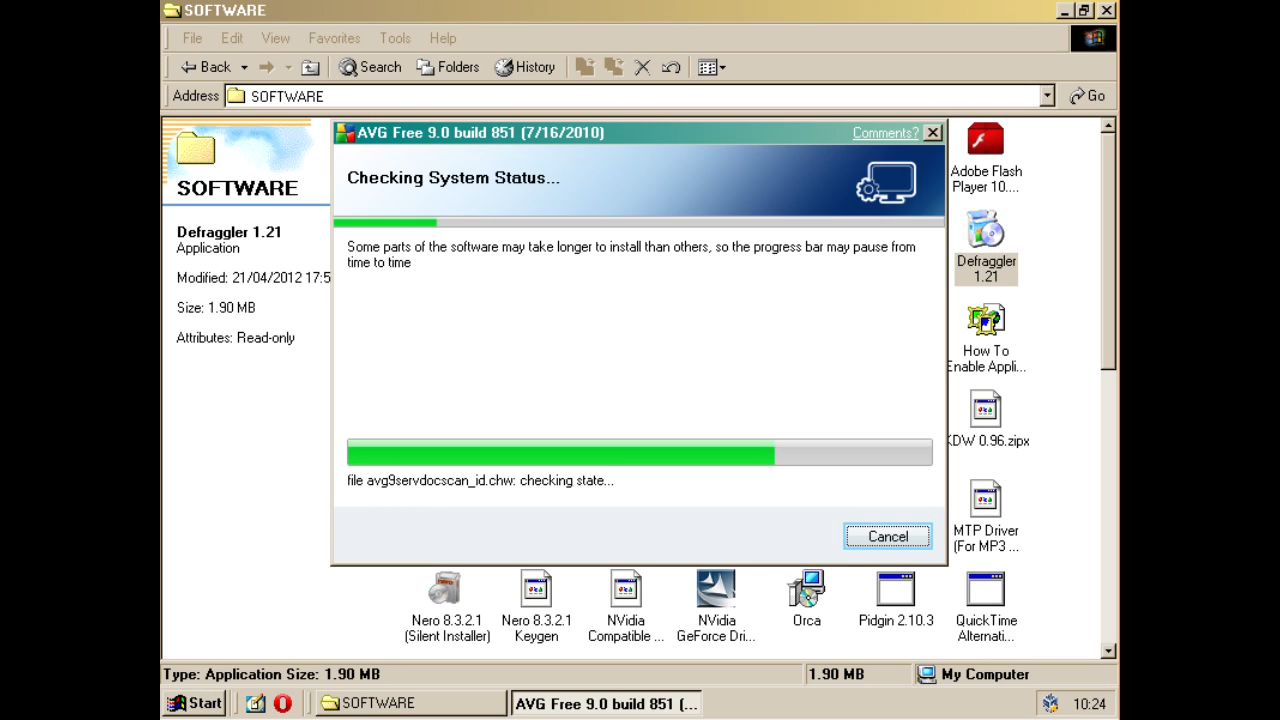 SOFTWARE
File Edit View Favorites Tools Help
Back Search Folders History
Address SOFTWARE Go
SOFTWARE
Defraggler 1.21
Application
Modified: 21/04/2012 17:5
Size: 1.90 MB
Attributes: Read-only
AVG Free 9.0 build 851 (7/16/2010) Comments?
Checking System Status...
Some parts of the software may take longer to install than others, so the progress bar may pause from
time to time
file avg9servdocscan_id.chw: checking state...
Cancel
Adobe Flash
Player 10....
Defraggler
1.21
How To
Enable Appli...
KDW 0.96.zipx
MTP Driver
(For MP3 ...
Nero 8.3.2.1
(Silent Installer)
Nero 8.3.2.1
Keygen
NVidia
Compatible ...
NVidia
GeForce Dri...
Orca
Pidgin 2.10.3
QuickTime
Alternati...
Type: Application Size: 1.90 MB 1.90 MB My Computer
Start SOFTWARE AVG Free 9.0 build 851 (... 10:24